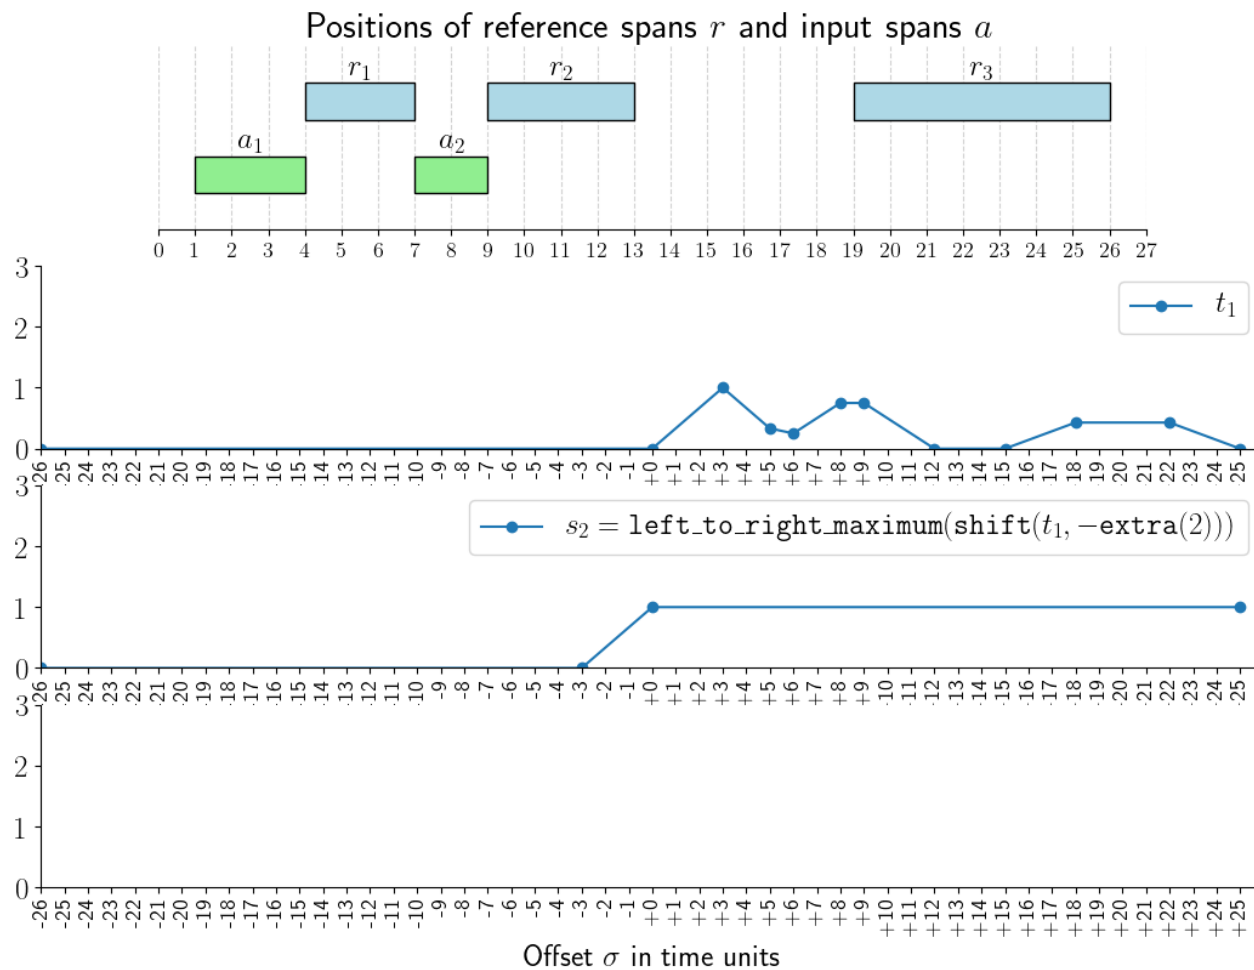 Positions of reference spans r and input spans a
r₁ r₂ r₃
a₁ a₂
0 1 2 3 4 5 6 7 8 9 10 11 12 13 14 15 16 17 18 19 20 21 22 23 24 25 26 27
3
t₁
2
1
0
-26 -25 -24 -23 -22 -21 -20 -19 -18 -17 -16 -15 -14 -13 -12 -11 -10 -9 -8 -7 -6 -5 -4 -3 -2 -1 +0 +1 +2 +3 +4 +5 +6 +7 +8 +9 +10 +11 +12 +13 +14 +15 +16 +17 +18 +19 +20 +21 +22 +23 +24 +25
3
s₂ = left_to_right_maximum(shift(t₁, −extra(2)))
2
1
0
-26 -25 -24 -23 -22 -21 -20 -19 -18 -17 -16 -15 -14 -13 -12 -11 -10 -9 -8 -7 -6 -5 -4 -3 -2 -1 +0 +1 +2 +3 +4 +5 +6 +7 +8 +9 +10 +11 +12 +13 +14 +15 +16 +17 +18 +19 +20 +21 +22 +23 +24 +25
3
2
1
0
-26 -25 -24 -23 -22 -21 -20 -19 -18 -17 -16 -15 -14 -13 -12 -11 -10 -9 -8 -7 -6 -5 -4 -3 -2 -1 +0 +1 +2 +3 +4 +5 +6 +7 +8 +9 +10 +11 +12 +13 +14 +15 +16 +17 +18 +19 +20 +21 +22 +23 +24 +25
Offset σ in time units